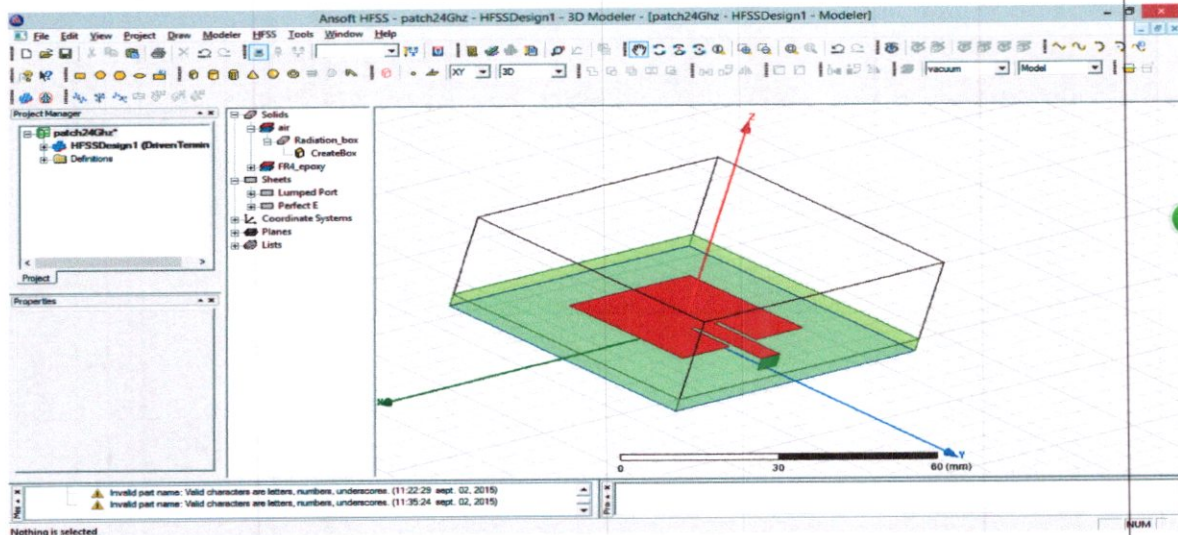 Ansoft HFSS - patch24Ghz - HFSSDesign1 - 3D Modeler - [patch24Ghz - HFSSDesign1 - Modeler]
File Edit View Project Draw Modeler HFSS Tools Window Help
XY 3D vacuum Model
Project Manager
patch24Ghz*
HFSSDesign1 (DrivenTermin
Definitions
Project
Properties
Solids
air
Radiation_box
CreateBox
FR4_epoxy
Sheets
Lumped Port
Perfect E
Coordinate Systems
Planes
Lists
Z
X
Y
0 30 60 (mm)
Invalid part name: Valid characters are letters, numbers, underscores. (11:22:29 sept. 02, 2015)
Invalid part name: Valid characters are letters, numbers, underscores. (11:35:24 sept. 02, 2015)
Nothing is selected
NUM